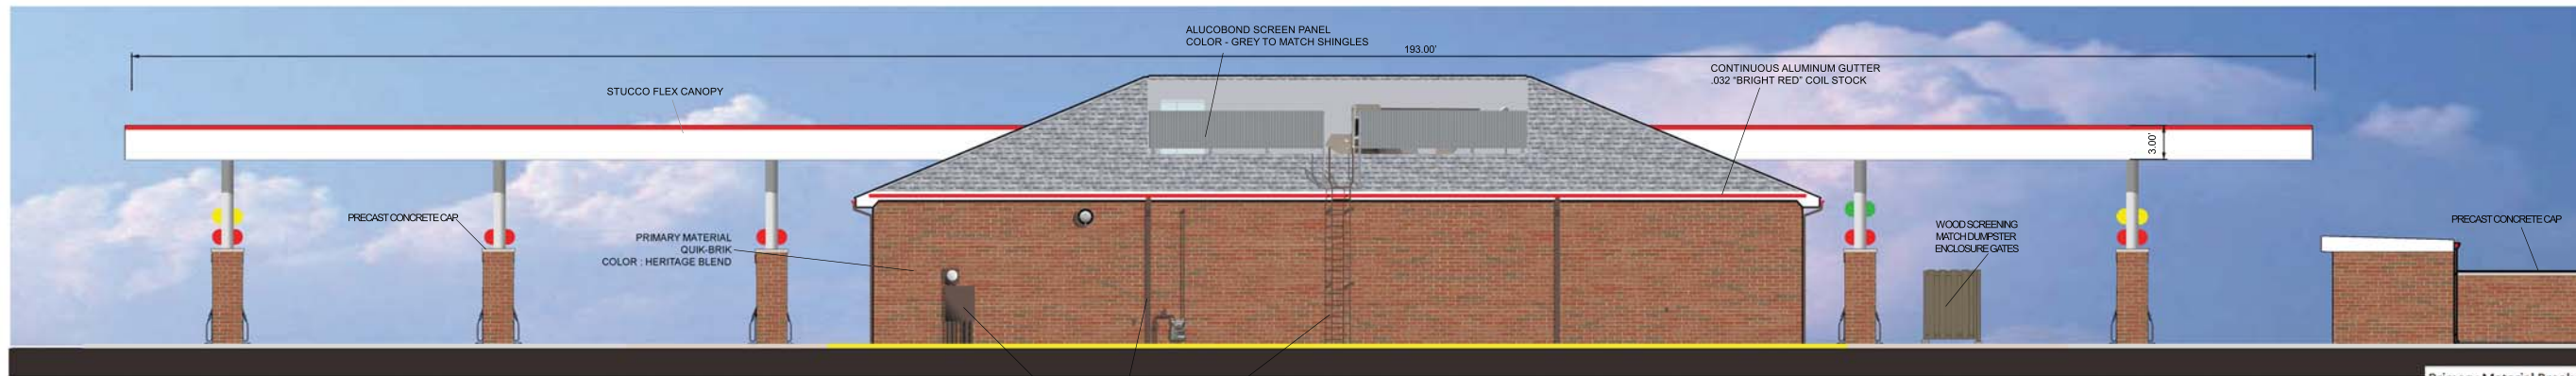 ALUCOBOND SCREEN PANEL
COLOR - GREY TO MATCH SHINGLES
193.00'
CONTINUOUS ALUMINUM GUTTER
.032 "BRIGHT RED" COIL STOCK
STUCCO FLEX CANOPY
3.00'
PRECAST CONCRETE CAP
PRIMARY MATERIAL
QUIK-BRIK
COLOR : HERITAGE BLEND
WOOD SCREENING
MATCH DUMPSTER
ENCLOSURE GATES
PRECAST CONCRETE CAP